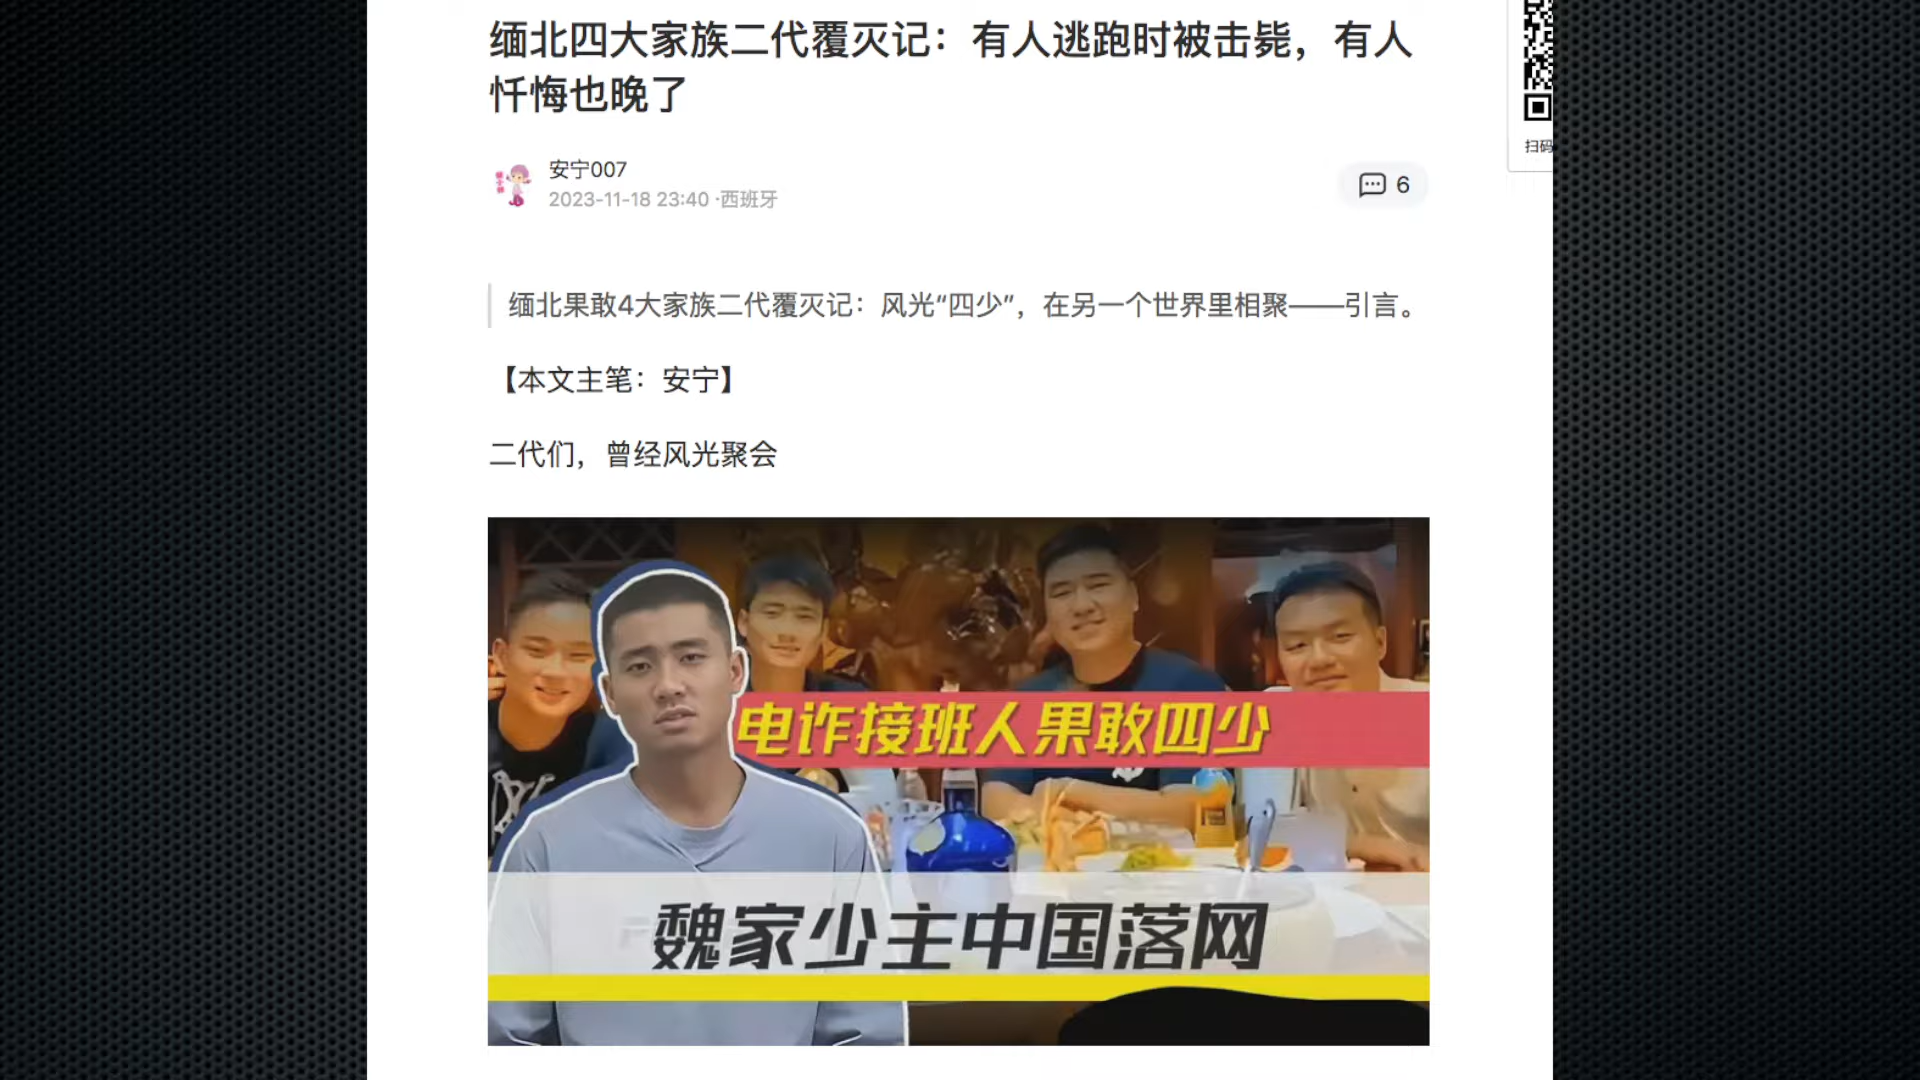 缅北四大家族二代覆灭记：有人逃跑时被击毙，有人
忏悔也晚了
安宁007
2023-11-18 23:40 ·西班牙
6
扫码
缅北果敢4大家族二代覆灭记：风光“四少”，在另一个世界里相聚——引言。
【本文主笔：安宁】
二代们，曾经风光聚会
电诈接班人果敢四少
魏家少主中国落网